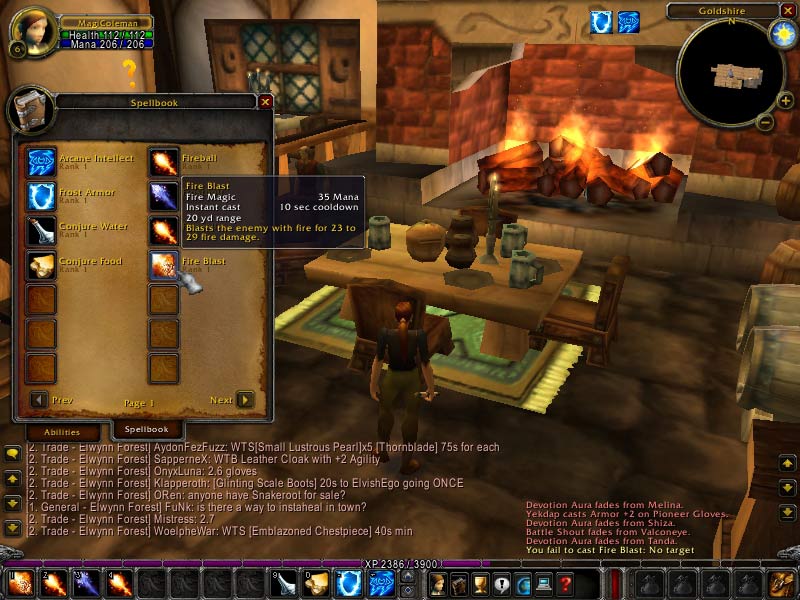 MagiColeman
Health 112 / 112
Mana 206 / 206
6
Goldshire
N
Spellbook
Arcane Intellect
Rank 1
Fireball
Rank 1
Frost Armor
Rank 1
Conjure Water
Rank 1
Conjure Food
Rank 1
Fire Blast
Rank 1
Fire Blast
Fire Magic 35 Mana
Instant cast 10 sec cooldown
20 yd range
Blasts the enemy with fire for 23 to
29 fire damage.
Prev
Page 1
Next
Abilities
Spellbook
[2. Trade - Elwynn Forest] AydonFezFuzz: WTS[Small Lustrous Pearl]x5 [Thornblade] 75s for each
[2. Trade - Elwynn Forest] SapperneX: WTB Leather Cloak with +2 Agility
[2. Trade - Elwynn Forest] OnyxLuna: 2.6 gloves
[2. Trade - Elwynn Forest] Klapperoth: [Glinting Scale Boots] 20s to ElvishEgo going ONCE
[2. Trade - Elwynn Forest] ORen: anyone have Snakeroot for sale?
[1. General - Elwynn Forest] FuNk: is there a way to instaheal in town?
[2. Trade - Elwynn Forest] Mistress: 2.7
[2. Trade - Elwynn Forest] WoelpheWar: WTS [Emblazoned Chestpiece] 40s min
Devotion Aura fades from Melina.
Yekdap casts Armor +2 on Pioneer Gloves.
Devotion Aura fades from Shiza.
Battle Shout fades from Valconeye.
Devotion Aura fades from Tanda.
You fail to cast Fire Blast: No target
XP 2386 / 3900